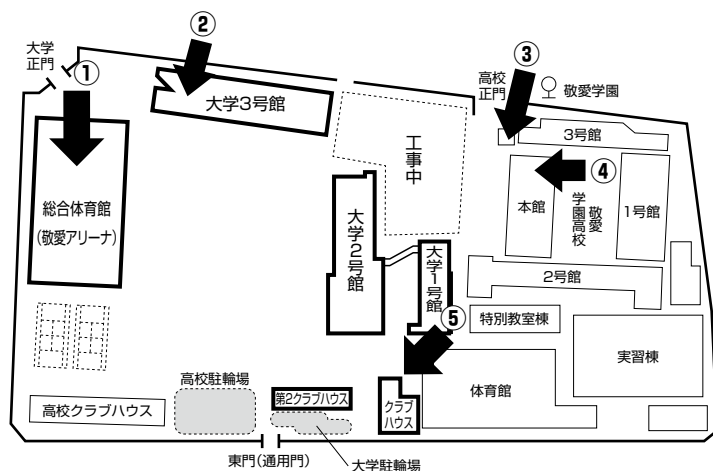 大学
正門
①
②
大学3号館
③
高校
正門
敬愛学園
3号館
④
本館
敬愛
学園高校
1号館
2号館
工事中
総合体育館
(敬愛アリーナ)
大学2号館
大学1号館
⑤
特別教室棟
実習棟
体育館
高校駐輪場
高校クラブハウス
第2クラブハウス
クラブ
ハウス
東門(通用門)
大学駐輪場